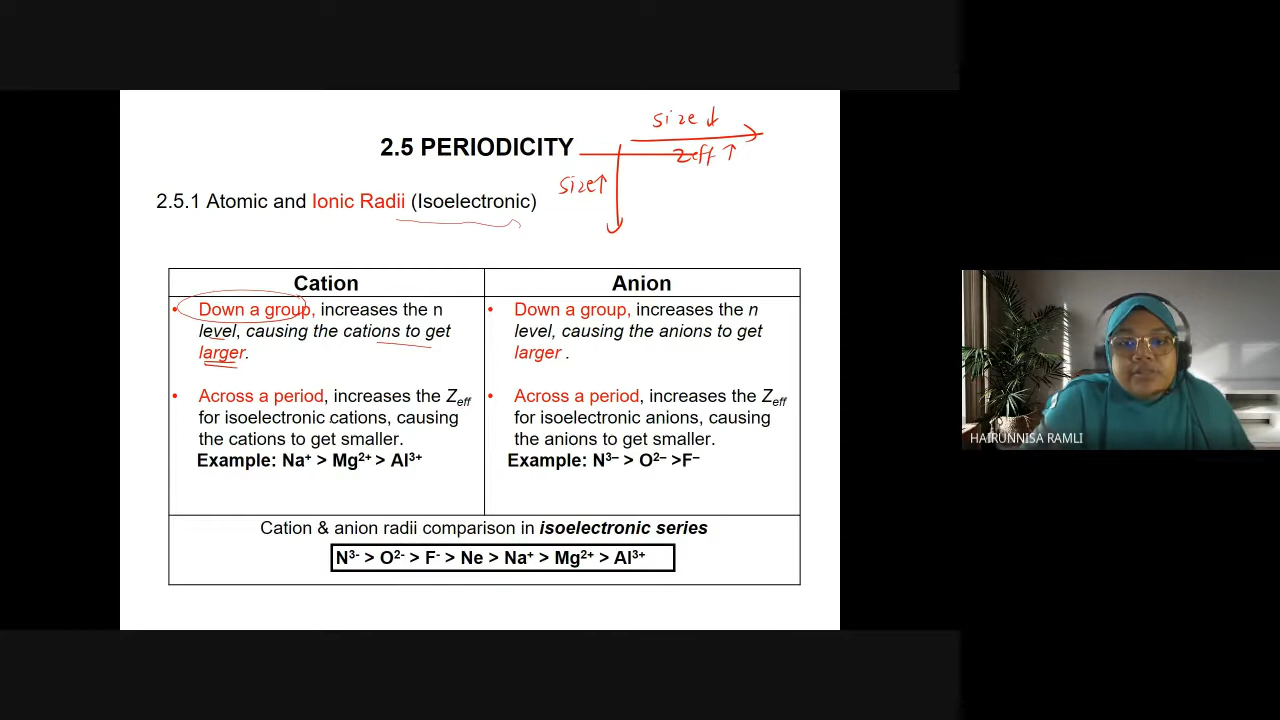 size ↓
2.5 PERIODICITY
Zeff ↑
size↑
2.5.1 Atomic and Ionic Radii (Isoelectronic)
Cation
• Down a group, increases the n
level, causing the cations to get
larger.
• Across a period, increases the Zeff
for isoelectronic cations, causing
the cations to get smaller.
Example: Na⁺ > Mg²⁺ > Al³⁺
Anion
• Down a group, increases the n
level, causing the anions to get
larger .
• Across a period, increases the Zeff
for isoelectronic anions, causing
the anions to get smaller.
Example: N³⁻ > O²⁻ >F⁻
Cation & anion radii comparison in isoelectronic series
N³⁻ > O²⁻ > F⁻ > Ne > Na⁺ > Mg²⁺ > Al³⁺
HAIRUNNISA RAMLI